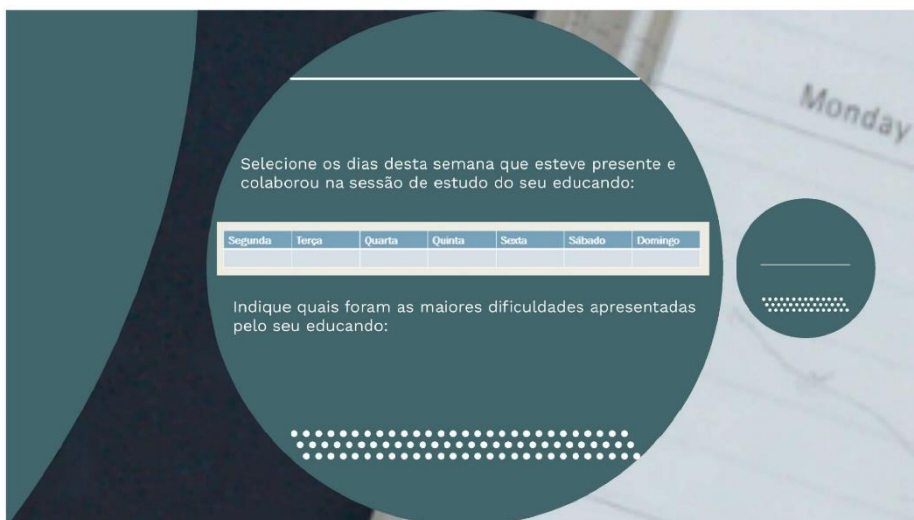 Monday
Selecione os dias desta semana que esteve presente e
colaborou na sessão de estudo do seu educando:
Segunda Terça Quarta Quinta Sexta Sábado Domingo
Indique quais foram as maiores dificuldades apresentadas
pelo seu educando: